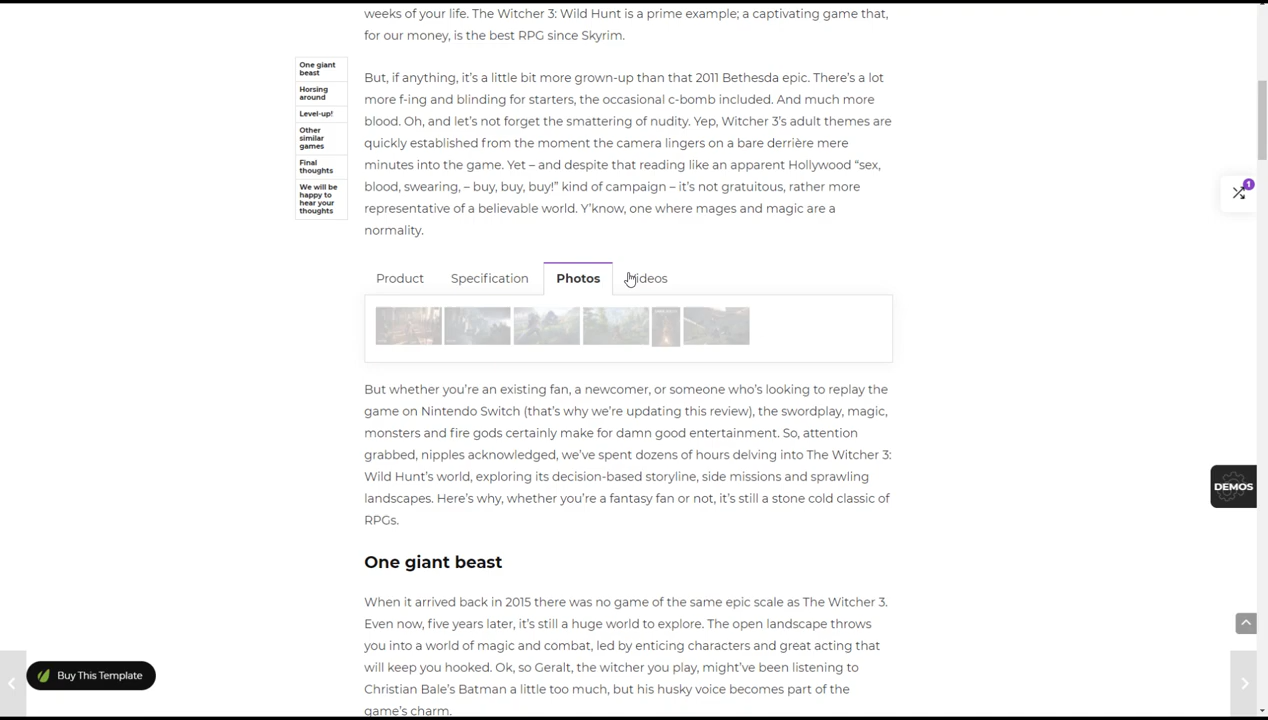 weeks of your life. The Witcher 3: Wild Hunt is a prime example; a captivating game that,
for our money, is the best RPG since Skyrim.
One giant
beast
Horsing
around
Level-up!
Other
similar
games
Final
thoughts
We will be
happy to
hear your
thoughts
But, if anything, it's a little bit more grown-up than that 2011 Bethesda epic. There's a lot
more f-ing and blinding for starters, the occasional c-bomb included. And much more
blood. Oh, and let's not forget the smattering of nudity. Yep, Witcher 3's adult themes are
quickly established from the moment the camera lingers on a bare derrière mere
minutes into the game. Yet – and despite that reading like an apparent Hollywood “sex,
blood, swearing, – buy, buy, buy!” kind of campaign – it's not gratuitous, rather more
representative of a believable world. Y'know, one where mages and magic are a
normality.
1
Product Specification Photos Videos
But whether you're an existing fan, a newcomer, or someone who's looking to replay the
game on Nintendo Switch (that's why we're updating this review), the swordplay, magic,
monsters and fire gods certainly make for damn good entertainment. So, attention
grabbed, nipples acknowledged, we've spent dozens of hours delving into The Witcher 3:
Wild Hunt's world, exploring its decision-based storyline, side missions and sprawling
landscapes. Here's why, whether you're a fantasy fan or not, it's still a stone cold classic of
RPGs.
DEMOS
One giant beast
When it arrived back in 2015 there was no game of the same epic scale as The Witcher 3.
Even now, five years later, it's still a huge world to explore. The open landscape throws
you into a world of magic and combat, led by enticing characters and great acting that
will keep you hooked. Ok, so Geralt, the witcher you play, might've been listening to
Christian Bale's Batman a little too much, but his husky voice becomes part of the
game's charm.
Buy This Template